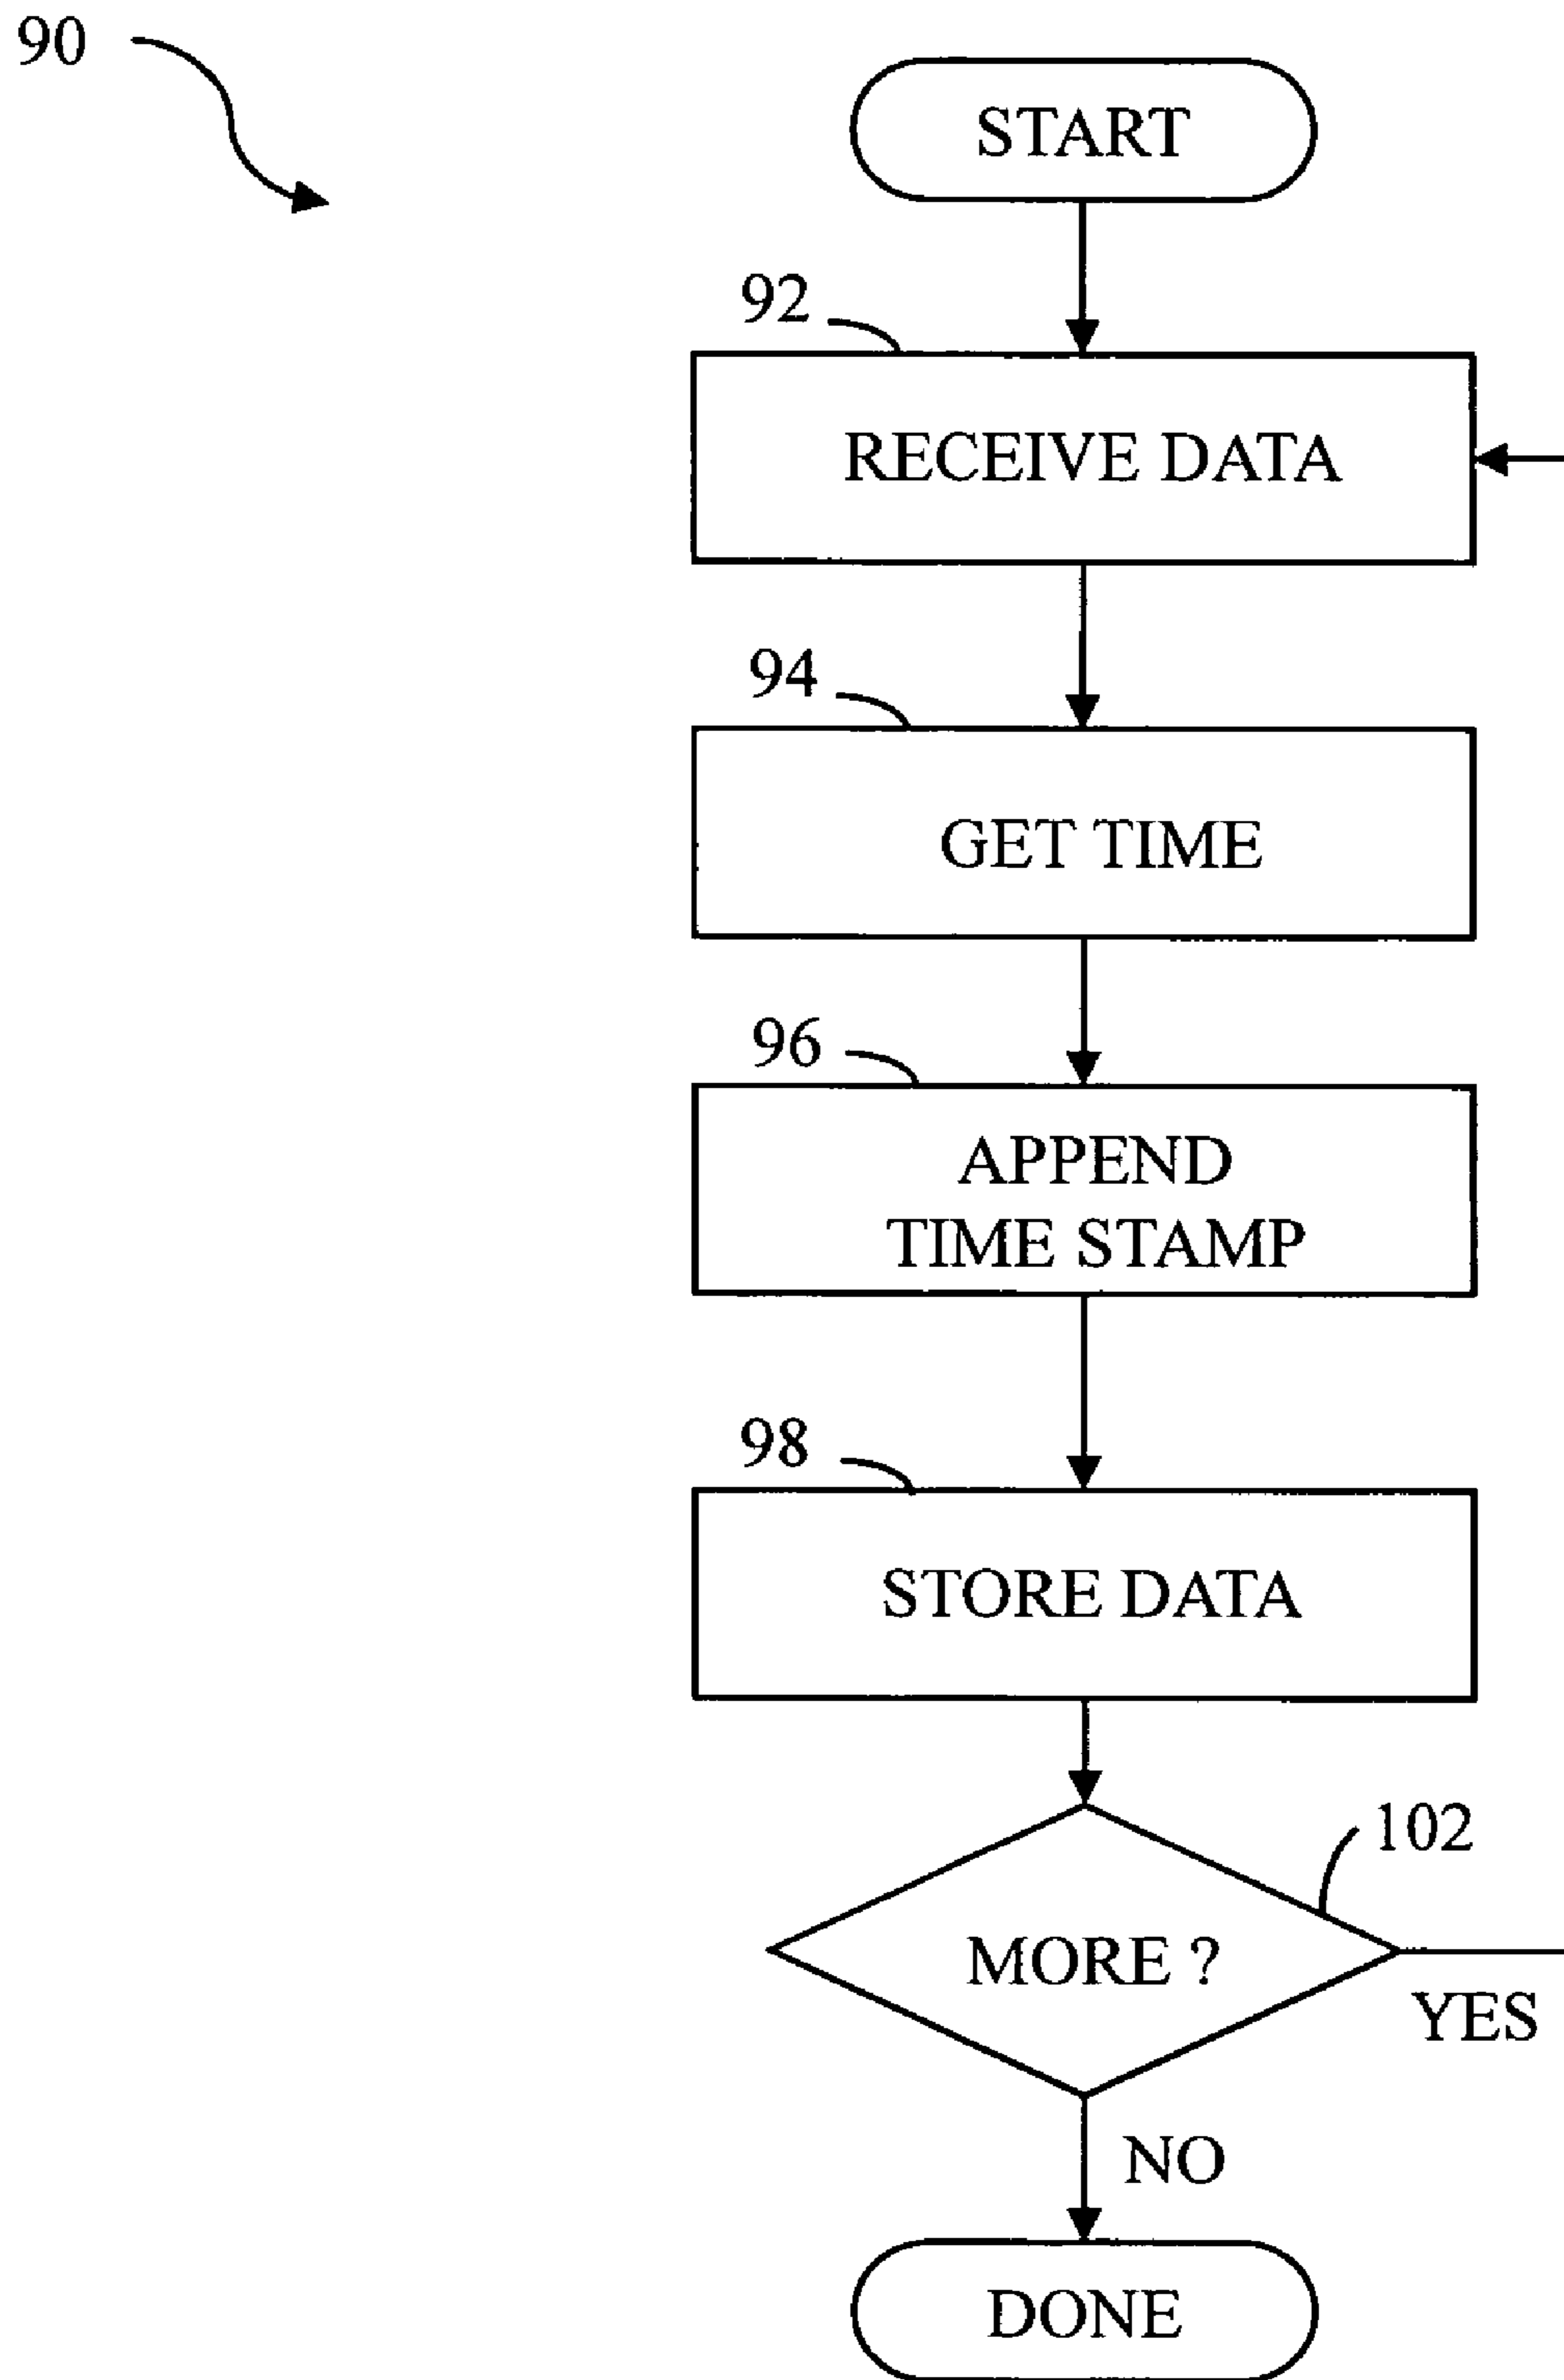 90
START
92
RECEIVE DATA
94
GET TIME
96
APPEND
TIME STAMP
98
STORE DATA
102
MORE ?
YES
NO
DONE